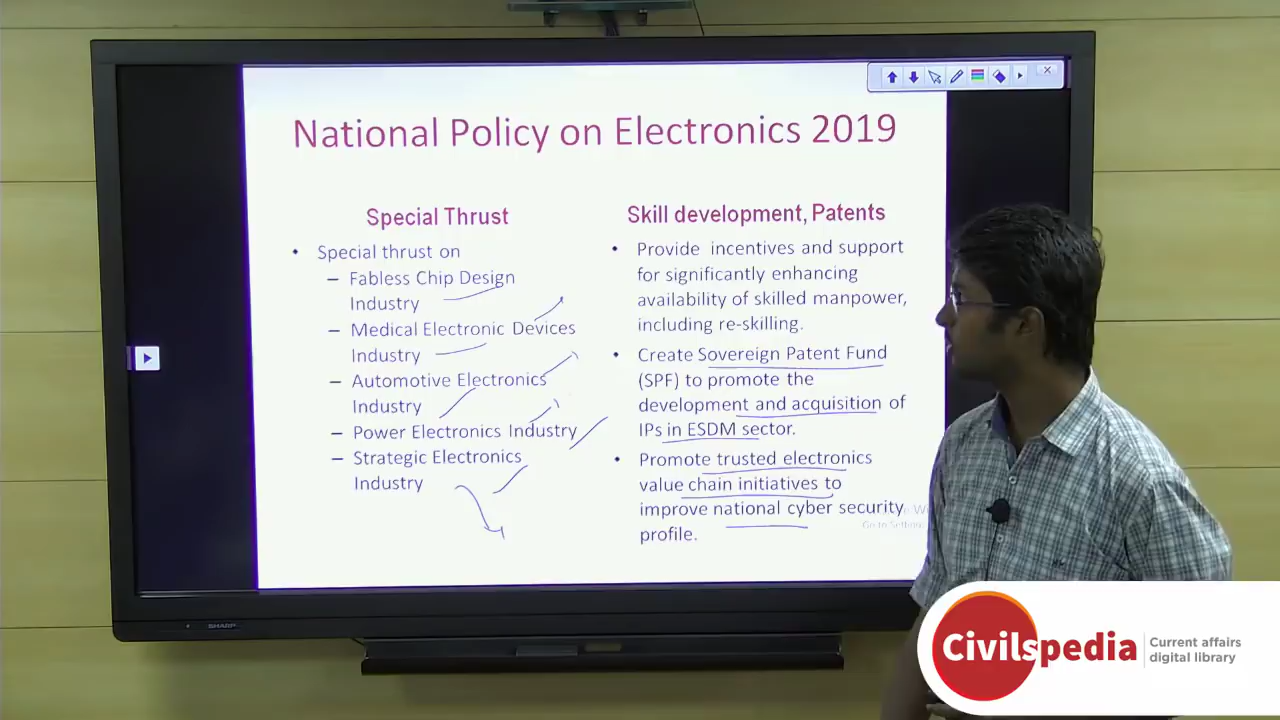 National Policy on Electronics 2019
Special Thrust
• Special thrust on
– Fabless Chip Design
Industry
– Medical Electronic Devices
Industry
– Automotive Electronics
Industry
– Power Electronics Industry
– Strategic Electronics
Industry
Skill development, Patents
• Provide incentives and support
for significantly enhancing
availability of skilled manpower,
including re-skilling.
• Create Sovereign Patent Fund
(SPF) to promote the
development and acquisition of
IPs in ESDM sector.
• Promote trusted electronics
value chain initiatives to
improve national cyber security
profile.
Go to Setting
SHARP
Civilspedia
Current affairs
digital library